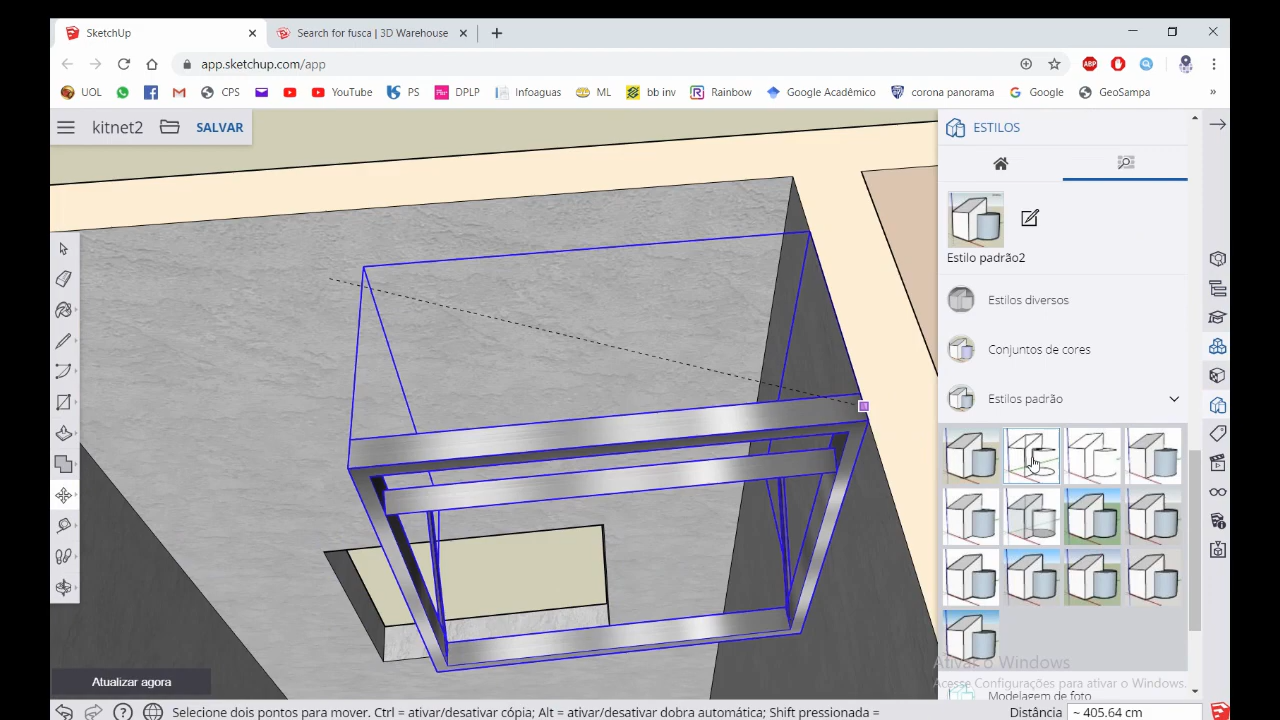 SketchUp
Search for fusca | 3D Warehouse
app.sketchup.com/app
ABP
UOL
CPS
YouTube
PS
DPLP
Infoaguas
ML
bb inv
Rainbow
Google Acadêmico
corona panorama
Google
GeoSampa
»
kitnet2
SALVAR
ESTILOS
Estilo padrão2
Estilos diversos
Conjuntos de cores
Estilos padrão
Ativar o Windows
Acesse Configurações para ativar o Windows.
Modelagem de foto
Atualizar agora
Selecione dois pontos para mover. Ctrl = ativar/desativar cópia; Alt = ativar/desativar dobra automática; Shift pressionada =
Distância
~ 405.64 cm